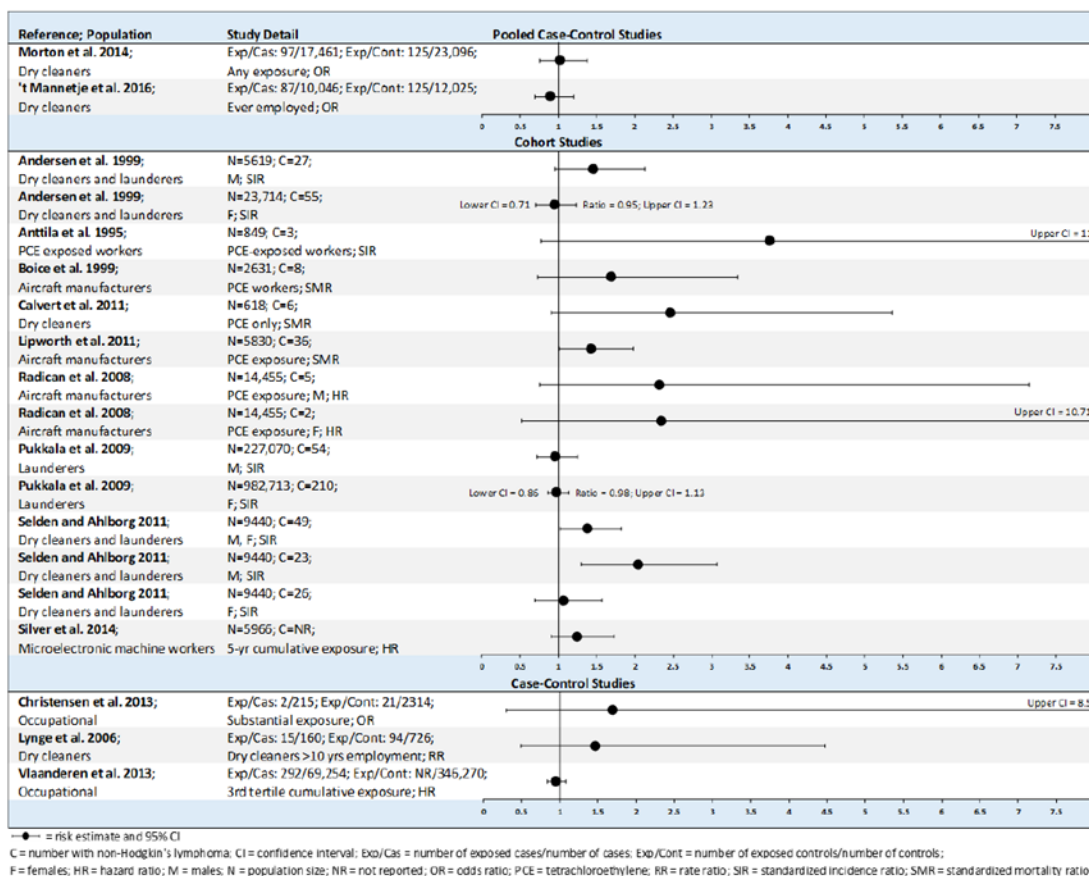 Reference; Population Study Detail Pooled Case-Control Studies
Morton et al. 2014; Exp/Cas: 97/17,461; Exp/Cont: 125/23,096;
Dry cleaners Any exposure; OR
't Mannetje et al. 2016; Exp/Cas: 87/10,046; Exp/Cont: 125/12,025;
Dry cleaners Ever employed; OR
0 0.5 1 1.5 2 2.5 3 3.5 4 4.5 5 5.5 6 6.5 7 7.5
Cohort Studies
Andersen et al. 1999; N=5619; C=27;
Dry cleaners and launderers M; SIR
Andersen et al. 1999; N=23,714; C=55; Lower CI = 0.71 Ratio = 0.95; Upper CI = 1.23
Dry cleaners and launderers F; SIR
Anttila et al. 1995; N=849; C=3; Upper CI = 11
PCE exposed workers PCE-exposed workers; SIR
Boice et al. 1999; N=2631; C=8;
Aircraft manufacturers PCE workers; SMR
Calvert et al. 2011; N=618; C=6;
Dry cleaners PCE only; SMR
Lipworth et al. 2011; N=5830; C=36;
Aircraft manufacturers PCE exposure; SMR
Radican et al. 2008; N=14,455; C=5;
Aircraft manufacturers PCE exposure; M; HR
Radican et al. 2008; N=14,455; C=2; Upper CI = 10.71
Aircraft manufacturers PCE exposure; F; HR
Pukkala et al. 2009; N=227,070; C=54;
Launderers M; SIR
Pukkala et al. 2009; N=982,713; C=210; Lower CI = 0.86 Ratio = 0.98; Upper CI = 1.13
Launderers F; SIR
Selden and Ahlborg 2011; N=9440; C=49;
Dry cleaners and launderers M, F; SIR
Selden and Ahlborg 2011; N=9440; C=23;
Dry cleaners and launderers M; SIR
Selden and Ahlborg 2011; N=9440; C=26;
Dry cleaners and launderers F; SIR
Silver et al. 2014; N=5966; C=NR;
Microelectronic machine workers 5-yr cumulative exposure; HR
0 0.5 1 1.5 2 2.5 3 3.5 4 4.5 5 5.5 6 6.5 7 7.5
Case-Control Studies
Christensen et al. 2013; Exp/Cas: 2/215; Exp/Cont: 21/2314; Upper CI = 8.5
Occupational Substantial exposure; OR
Lynge et al. 2006; Exp/Cas: 15/160; Exp/Cont: 94/726;
Dry cleaners Dry cleaners >10 yrs employment; RR
Vlaanderen et al. 2013; Exp/Cas: 292/69,254; Exp/Cont: NR/346,270;
Occupational 3rd tertile cumulative exposure; HR
0 0.5 1 1.5 2 2.5 3 3.5 4 4.5 5 5.5 6 6.5 7 7.5
= risk estimate and 95% CI
C = number with non-Hodgkin's lymphoma; CI = confidence interval; Exp/Cas = number of exposed cases/number of cases; Exp/Cont = number of exposed controls/number of controls;
F = females; HR = hazard ratio; M = males; N = population size; NR = not reported; OR = odds ratio; PCE = tetrachloroethylene; RR = rate ratio; SIR = standardized incidence ratio; SMR = standardized mortality ratio